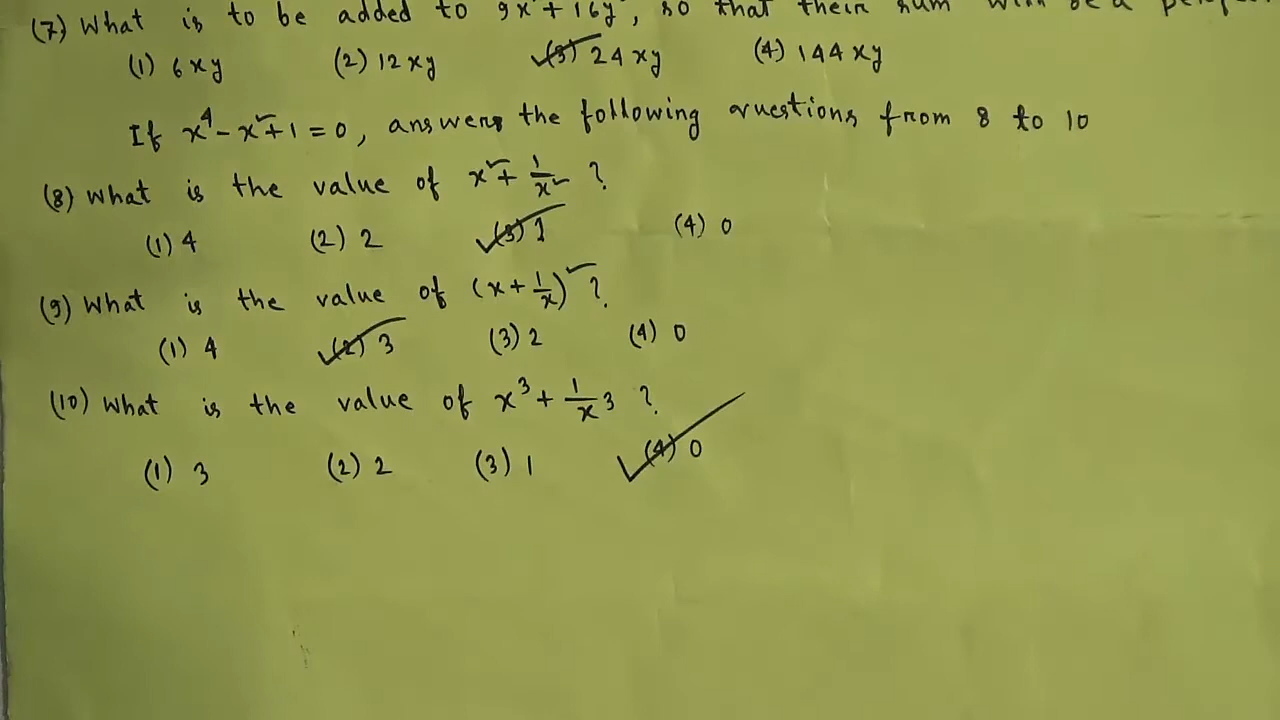 (7) What is to be added to 9x² + 16y², so that their sum will be a
(1) 6xy (2) 12xy (3) 24xy (4) 144xy
If x⁴ - x² + 1 = 0, answer the following questions from 8 to 10
(8) What is the value of x² + 1/x² ?
(1) 4 (2) 2 (3) 1 (4) 0
(9) What is the value of (x + 1/x)² ?
(1) 4 (2) 3 (3) 2 (4) 0
(10) What is the value of x³ + 1/x³ ?
(1) 3 (2) 2 (3) 1 (4) 0